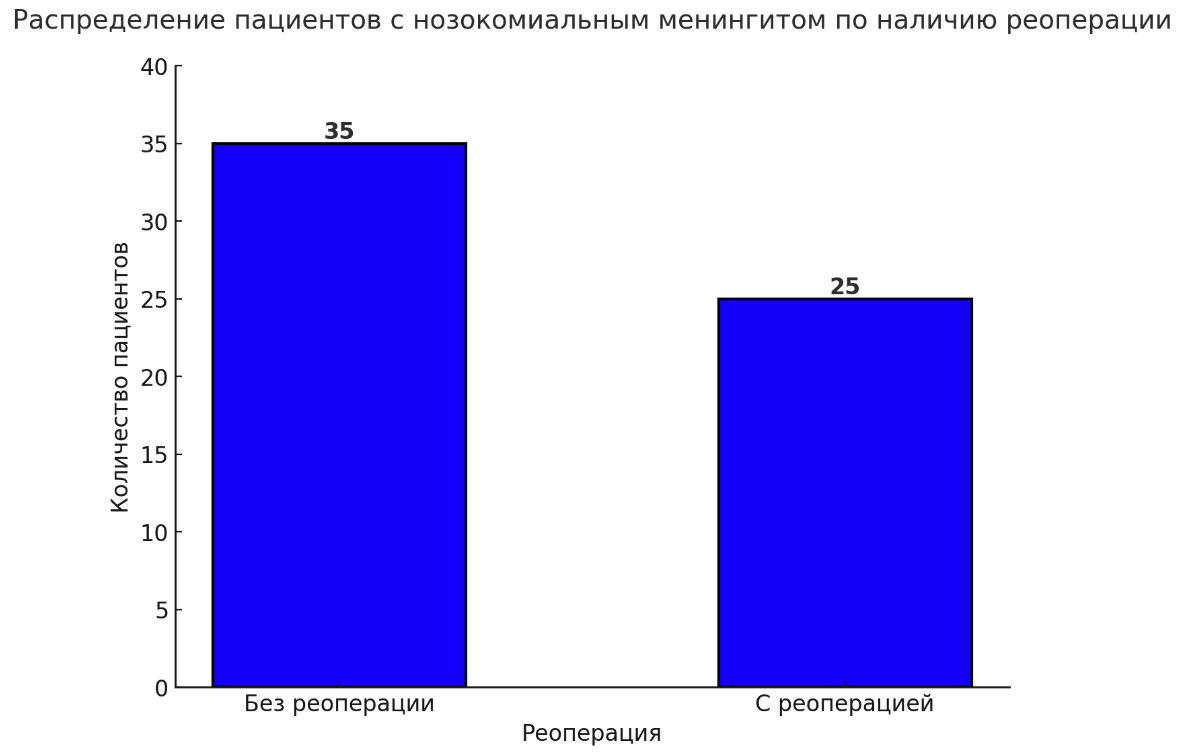 Распределение пациентов с нозокомиальным менингитом по наличию реоперации
40
35
30
25
20
15
10
5
0
Количество пациентов
35
25
Без реоперации
С реоперацией
Реоперация